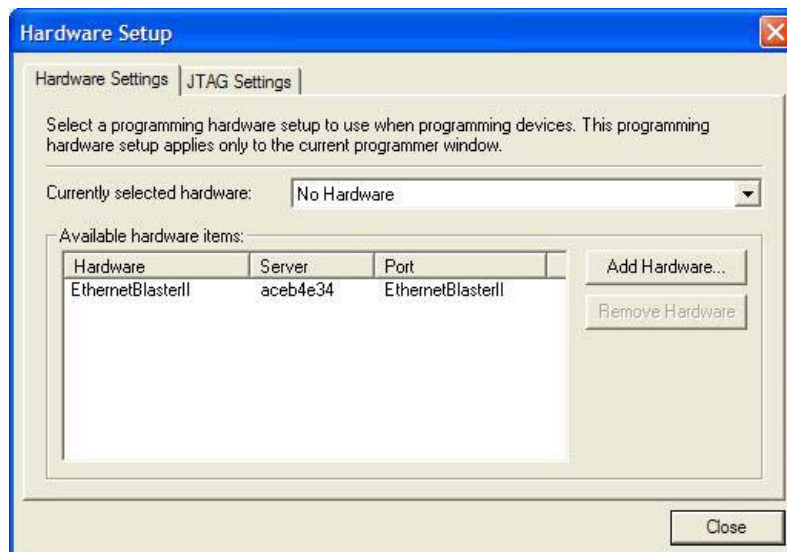 Hardware Setup
Hardware Settings JTAG Settings
Select a programming hardware setup to use when programming devices. This programming
hardware setup applies only to the current programmer window.
Currently selected hardware: No Hardware
Available hardware items:
Hardware Server Port
EthernetBlasterII aceb4e34 EthernetBlasterII
Add Hardware...
Remove Hardware
Close